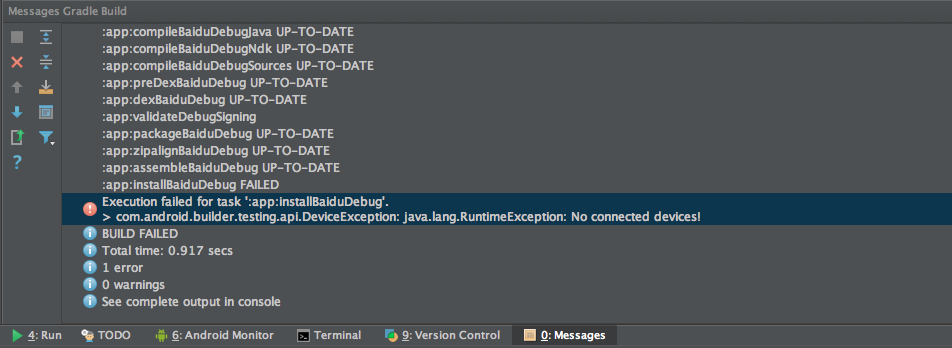 Messages Gradle Build
:app:compileBaiduDebugJava UP-TO-DATE
:app:compileBaiduDebugNdk UP-TO-DATE
:app:compileBaiduDebugSources UP-TO-DATE
:app:preDexBaiduDebug UP-TO-DATE
:app:dexBaiduDebug UP-TO-DATE
:app:validateDebugSigning
:app:packageBaiduDebug UP-TO-DATE
:app:zipalignBaiduDebug UP-TO-DATE
:app:assembleBaiduDebug UP-TO-DATE
:app:installBaiduDebug FAILED
Execution failed for task ':app:installBaiduDebug'.
> com.android.builder.testing.api.DeviceException: java.lang.RuntimeException: No connected devices!
BUILD FAILED
Total time: 0.917 secs
1 error
0 warnings
See complete output in console
4: Run TODO 6: Android Monitor Terminal 9: Version Control 0: Messages